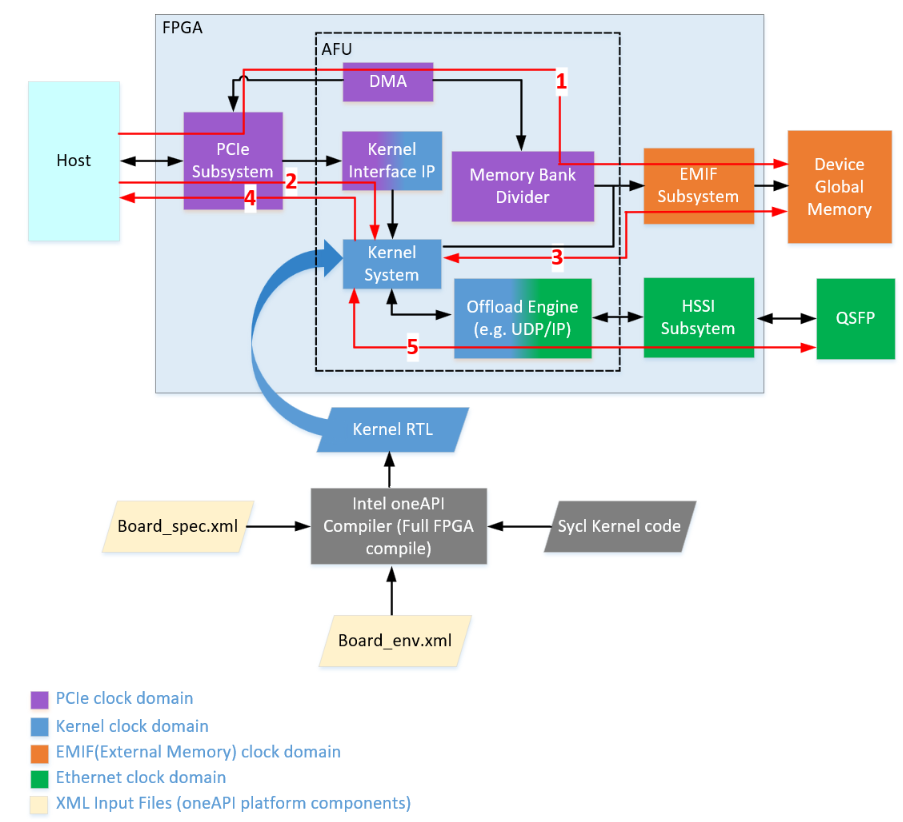 FPGA
AFU
DMA
1
Host
PCIe
Subsystem
Kernel
Interface IP
Memory Bank
Divider
EMIF
Subsystem
Device
Global
Memory
2
4
Kernel
System
3
Offload Engine
(e.g. UDP/IP)
HSSI
Subsytem
QSFP
5
Kernel RTL
Intel oneAPI
Compiler (Full FPGA
compile)
Board_spec.xml
Sycl Kernel code
Board_env.xml
PCIe clock domain
Kernel clock domain
EMIF(External Memory) clock domain
Ethernet clock domain
XML Input Files (oneAPI platform components)